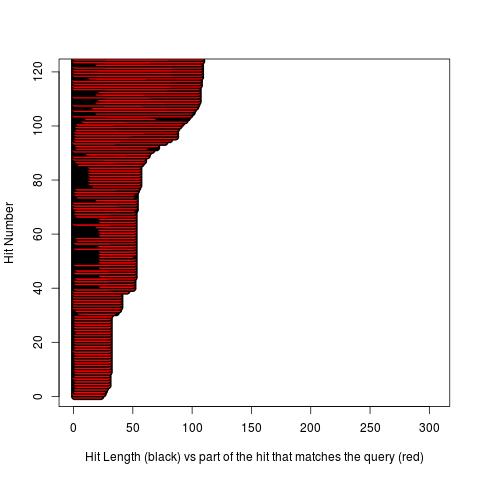 120
100
80
60
40
20
0
Hit Number
0 50 100 150 200 250 300
Hit Length (black) vs part of the hit that matches the query (red)